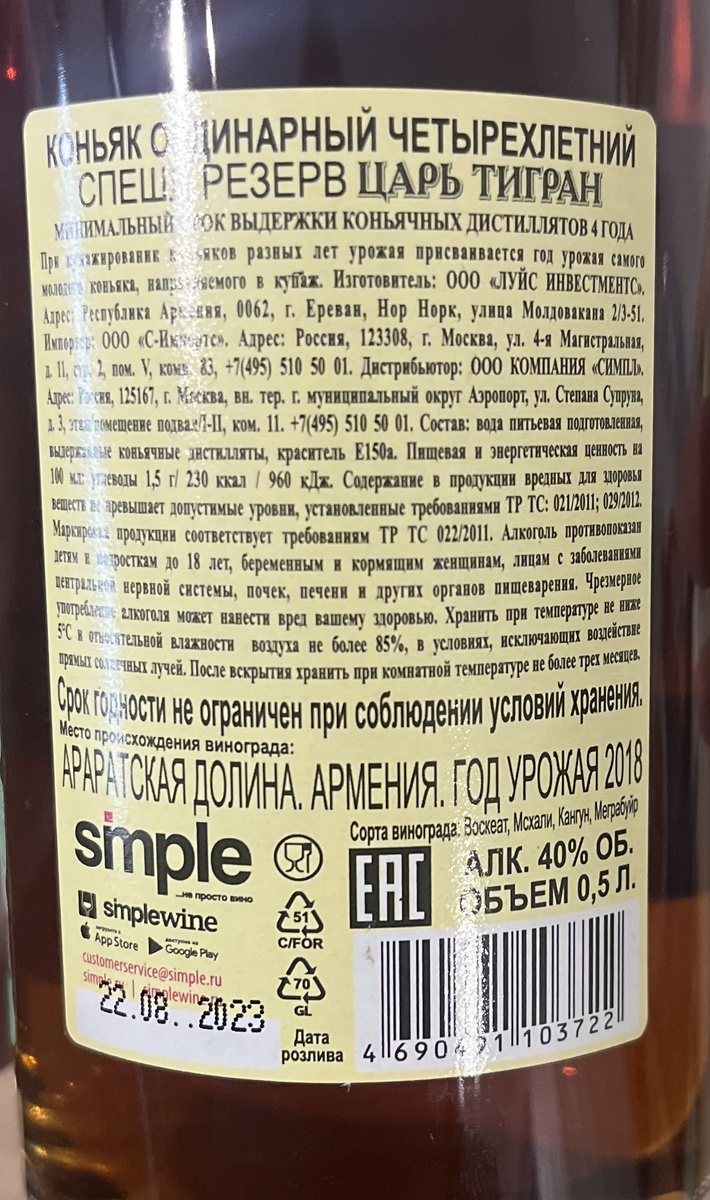 КОНЬЯК ОРДИНАРНЫЙ ЧЕТЫРЕХЛЕТНИЙ
СПЕШЛ РЕЗЕРВ ЦАРЬ ТИГРАН
МИНИМАЛЬНЫЙ СРОК ВЫДЕРЖКИ КОНЬЯЧНЫХ ДИСТИЛЛЯТОВ 4 ГОДА
При купажировании коньяков разных лет урожая присваивается год урожая самого
молодого коньяка, направляемого в купаж. Изготовитель: ООО «ЛУЙС ИНВЕСТМЕНТС».
Адрес: Республика Армения, 0062, г. Ереван, Нор Норк, улица Молдовакана 2/3-51.
Импортер: ООО «С-Импортс». Адрес: Россия, 123308, г. Москва, ул. 4-я Магистральная,
д. 11, стр. 2, пом. V, комн. 83, +7(495) 510 50 01. Дистрибьютор: ООО КОМПАНИЯ «СИМПЛ».
Адрес: Россия, 125167, г. Москва, вн. тер. г. муниципальный округ Аэропорт, ул. Степана Супруна,
д. 3, этаж/помещение подвал/I-II, ком. 11. +7(495) 510 50 01. Состав: вода питьевая подготовленная,
выдержанные коньячные дистилляты, краситель Е150а. Пищевая и энергетическая ценность на
100 мл: углеводы 1,5 г/ 230 ккал / 960 кДж. Содержание в продукции вредных для здоровья
веществ не превышает допустимые уровни, установленные требованиями ТР ТС: 021/2011; 029/2012.
Маркировка продукции соответствует требованиям ТР ТС 022/2011. Алкоголь противопоказан
детям и подросткам до 18 лет, беременным и кормящим женщинам, лицам с заболеваниями
центральной нервной системы, почек, печени и других органов пищеварения. Чрезмерное
употребление алкоголя может нанести вред вашему здоровью. Хранить при температуре не ниже
5°С и относительной влажности воздуха не более 85%, в условиях, исключающих воздействие
прямых солнечных лучей. После вскрытия хранить при комнатной температуре не более трех месяцев.
Срок годности не ограничен при соблюдении условий хранения.
Место происхождения винограда:
АРАРАТСКАЯ ДОЛИНА. АРМЕНИЯ. ГОД УРОЖАЯ 2018
Сорта винограда: Воскеат, Мсхали, Кангун, Меграбуйр
simple
...не просто вино
simplewine
загрузите в
App Store
доступно на
Google Play
customerservice@simple.ru
simple.ru | simplewine.ru
22.08..2023
51
C/FOR
70
GL
Дата
розлива
EAC
АЛК. 40% ОБ.
ОБЪЕМ 0,5 Л.
4 690491 103722